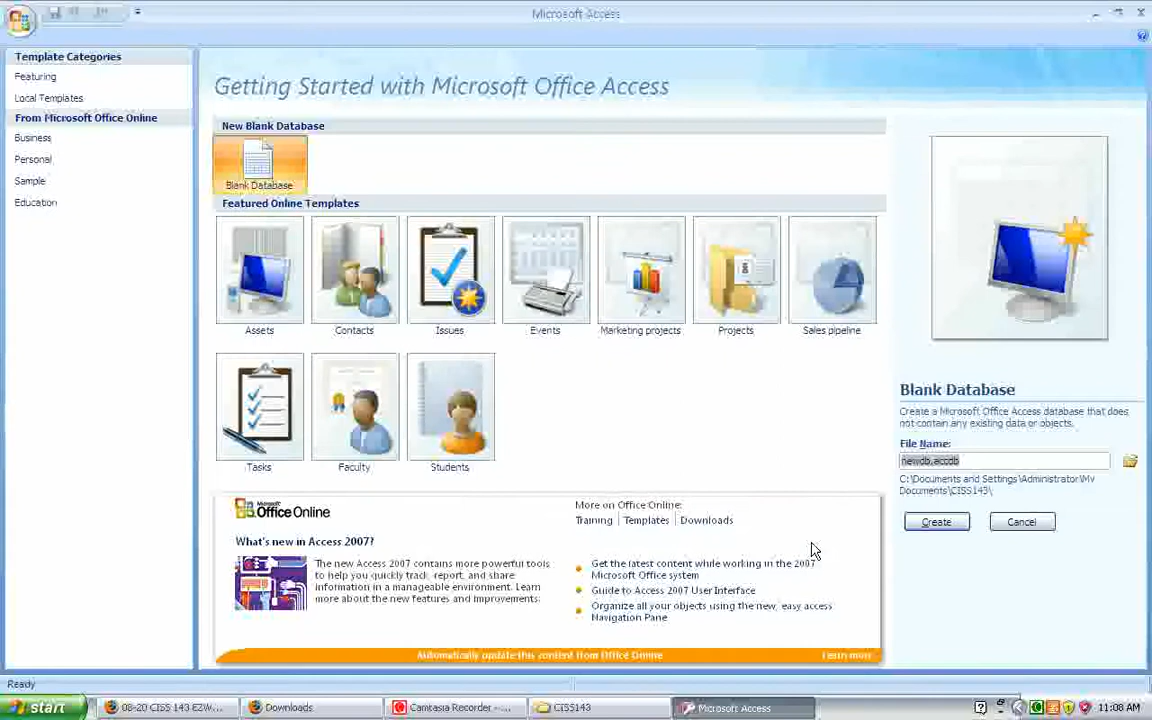 Microsoft Access
Template Categories
Featuring
Local Templates
From Microsoft Office Online
Business
Personal
Sample
Education
Getting Started with Microsoft Office Access
New Blank Database
Blank Database
Featured Online Templates
Assets
Contacts
Issues
Events
Marketing projects
Projects
Sales pipeline
Tasks
Faculty
Students
Microsoft
Office Online
What's new in Access 2007?
The new Access 2007 contains more powerful tools
to help you quickly track, report, and share
information in a manageable environment. Learn
more about the new features and improvements.
More on Office Online:
Training | Templates | Downloads
Get the latest content while working in the 2007
Microsoft Office system
Guide to Access 2007 User Interface
Organize all your objects using the new, easy access
Navigation Pane
Automatically update this content from Office Online
Learn more
Blank Database
Create a Microsoft Office Access database that does
not contain any existing data or objects.
File Name:
newdb.accdb
C:\Documents and Settings\Administrator\My
Documents\CISS143\
Create
Cancel
Ready
start
08-20 CISS 143 EZW...
Downloads
Camtasia Recorder - ...
CISS143
Microsoft Access
11:08 AM